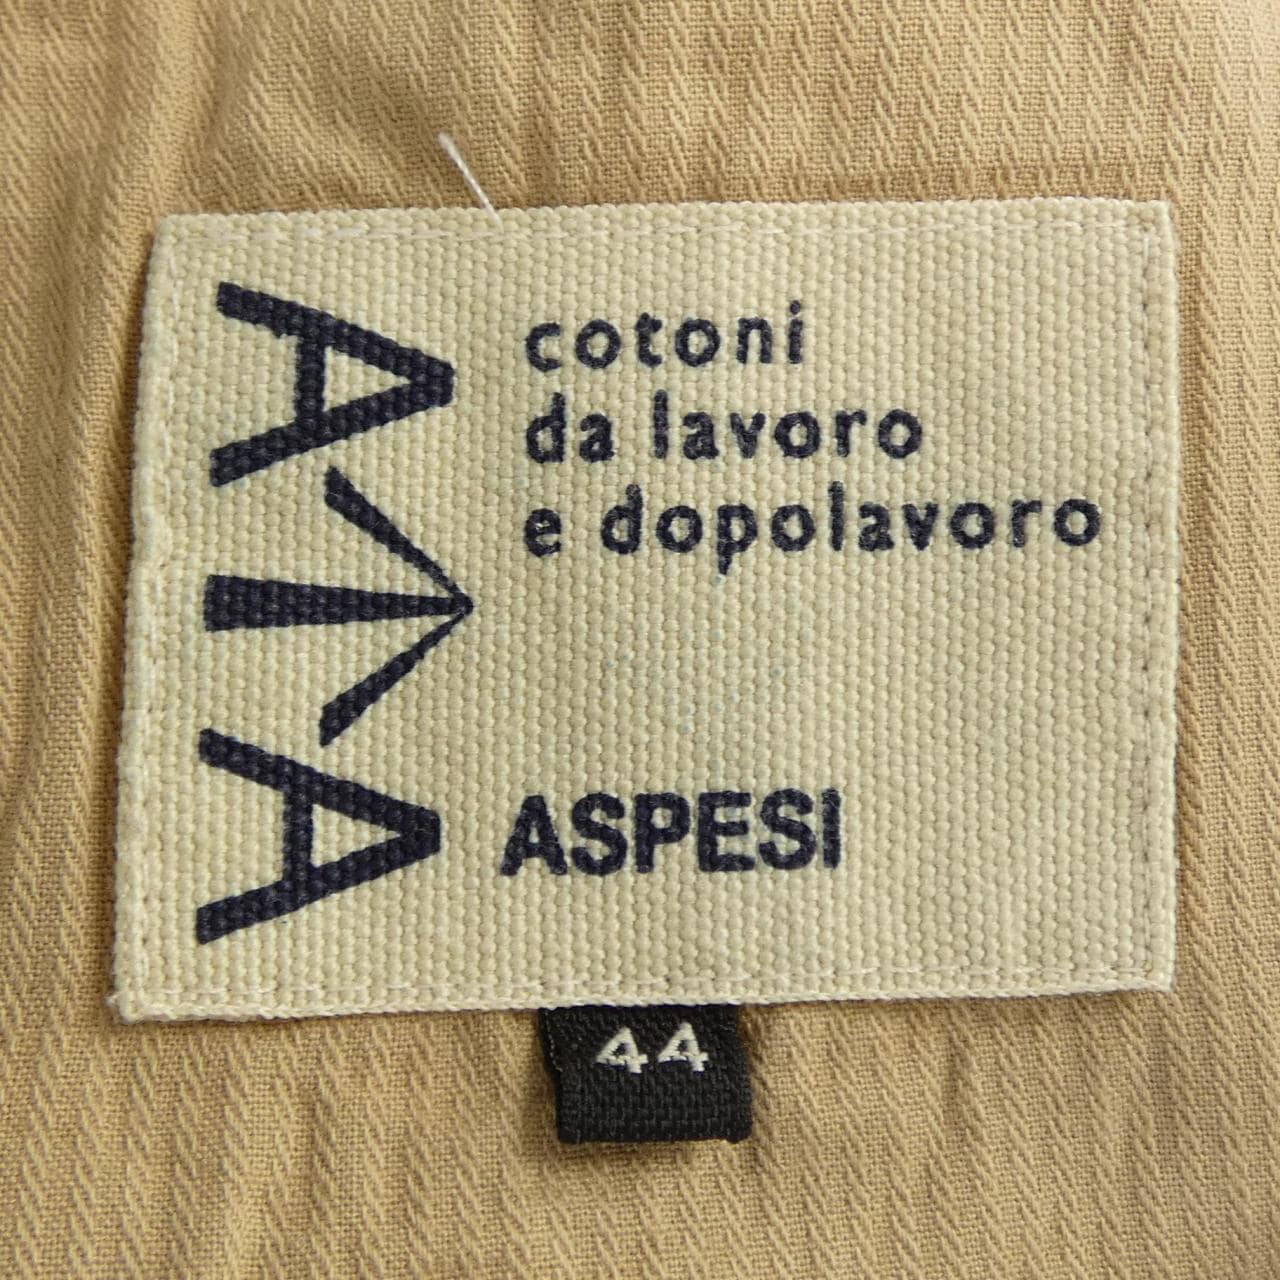 cotoni
da lavoro
e dopolavoro
ASPESI
44